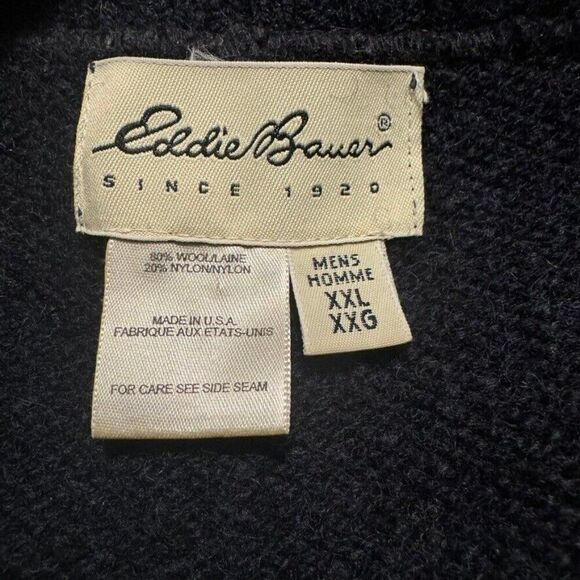 Eddie Bauer®
SINCE 1920
80% WOOL/LAINE
20% NYLON/NYLON
MADE IN U.S.A.
FABRIQUE AUX ETATS-UNIS
FOR CARE SEE SIDE SEAM
MENS
HOMME
XXL
XXG